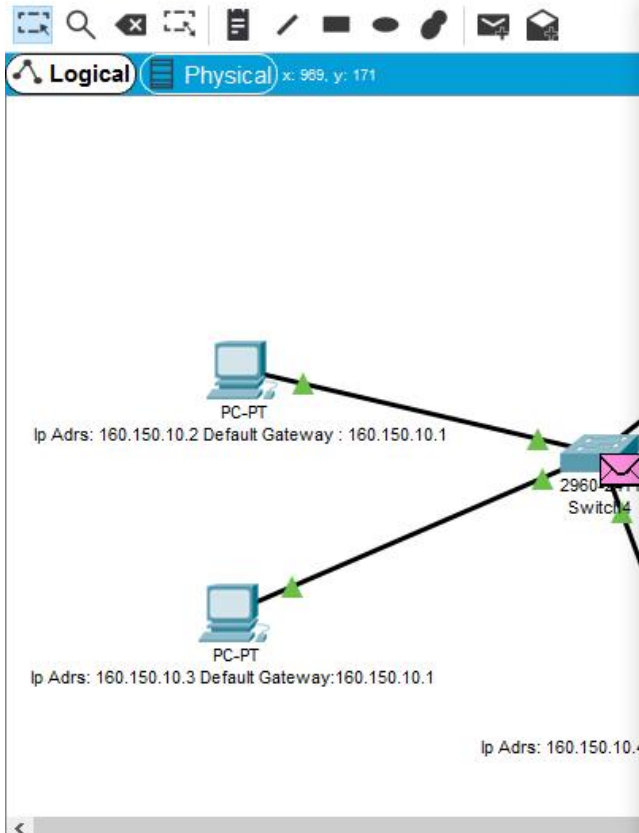 Logical Physical x: 969, y: 171
PC-PT
Ip Adrs: 160.150.10.2 Default Gateway : 160.150.10.1
Switch4
PC-PT
Ip Adrs: 160.150.10.3 Default Gateway:160.150.10.1
Ip Adrs: 160.150.10.4